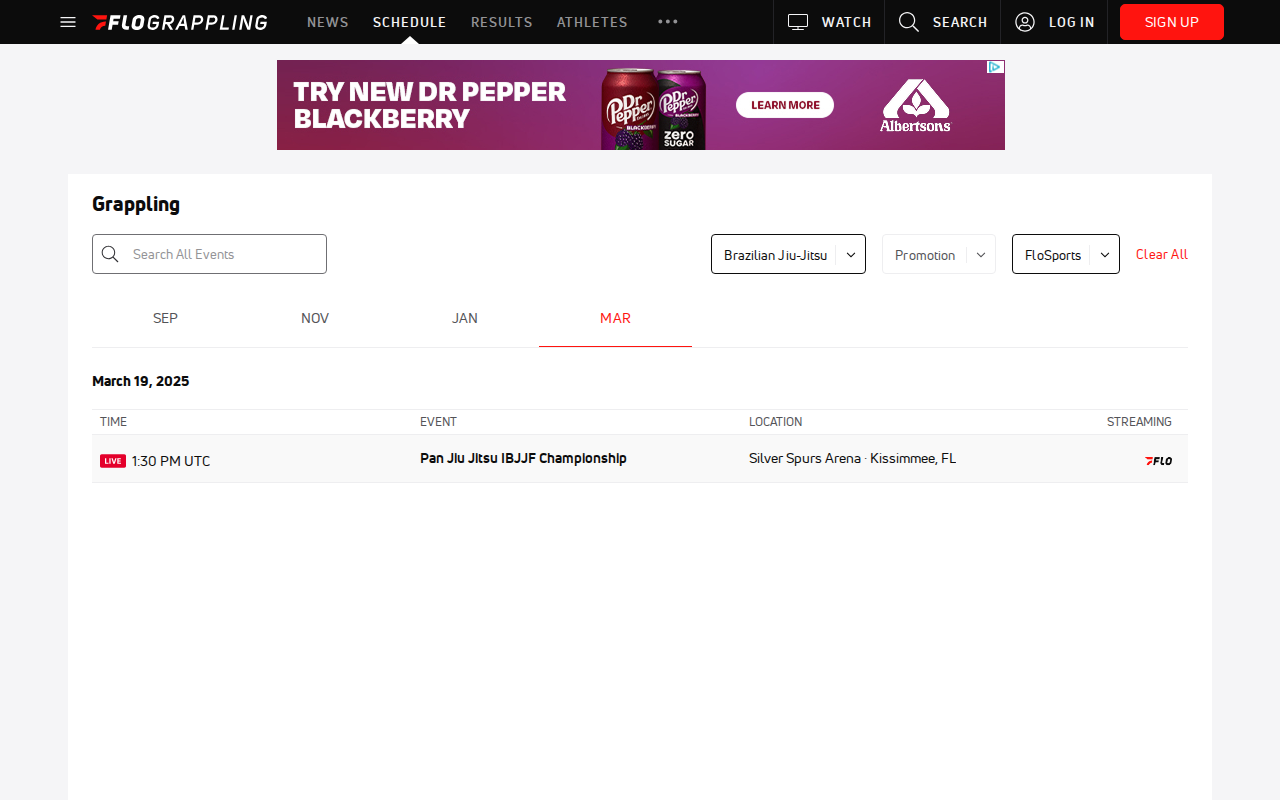 FLOGRAPPLING NEWS SCHEDULE RESULTS ATHLETES ••• WATCH SEARCH LOG IN SIGN UP
TRY NEW DR PEPPER
BLACKBERRY
Dr Pepper BLACKBERRY
Dr Pepper BLACKBERRY zero SUGAR
LEARN MORE
Albertsons
Grappling
Search All Events Brazilian Jiu-Jitsu Promotion FloSports Clear All
SEP NOV JAN MAR
March 19, 2025
TIME EVENT LOCATION STREAMING
LIVE 1:30 PM UTC Pan Jiu Jitsu IBJJF Championship Silver Spurs Arena · Kissimmee, FL FLO